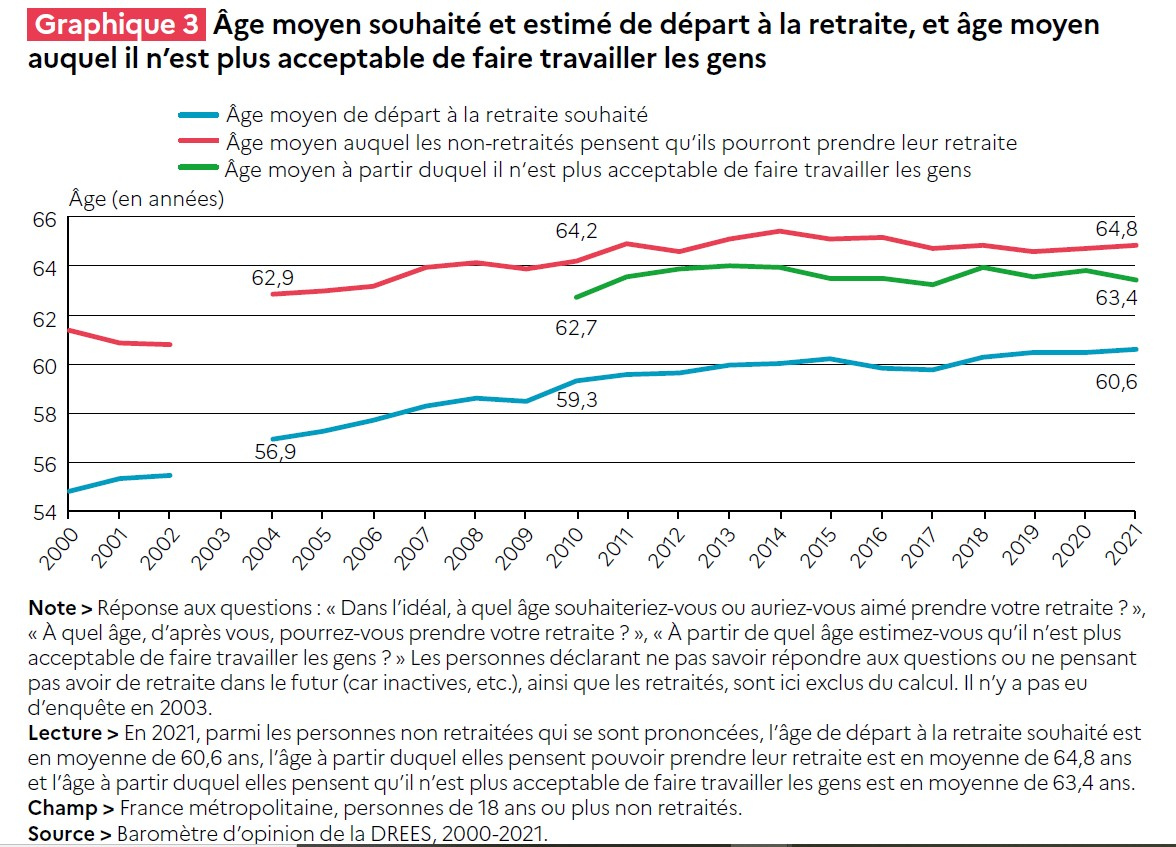 Graphique 3 Âge moyen souhaité et estimé de départ à la retraite, et âge moyen
auquel il n’est plus acceptable de faire travailler les gens
Âge moyen de départ à la retraite souhaité
Âge moyen auquel les non-retraités pensent qu’ils pourront prendre leur retraite
Âge moyen à partir duquel il n’est plus acceptable de faire travailler les gens
Âge (en années)
66
64
62
60
58
56
54
62,9
64,2
64,8
62,7
63,4
56,9
59,3
60,6
2000
2001
2002
2003
2004
2005
2006
2007
2008
2009
2010
2011
2012
2013
2014
2015
2016
2017
2018
2019
2020
2021
Note > Réponse aux questions : « Dans l’idéal, à quel âge souhaiteriez-vous ou auriez-vous aimé prendre votre retraite ? »,
« À quel âge, d’après vous, pourrez-vous prendre votre retraite ? », « À partir de quel âge estimez-vous qu’il n’est plus
acceptable de faire travailler les gens ? » Les personnes déclarant ne pas savoir répondre aux questions ou ne pensant
pas avoir de retraite dans le futur (car inactives, etc.), ainsi que les retraités, sont ici exclus du calcul. Il n’y a pas eu
d’enquête en 2003.
Lecture > En 2021, parmi les personnes non retraitées qui se sont prononcées, l’âge de départ à la retraite souhaité est
en moyenne de 60,6 ans, l’âge à partir duquel elles pensent pouvoir prendre leur retraite est en moyenne de 64,8 ans
et l’âge à partir duquel elles pensent qu’il n’est plus acceptable de faire travailler les gens est en moyenne de 63,4 ans.
Champ > France métropolitaine, personnes de 18 ans ou plus non retraités.
Source > Baromètre d’opinion de la DREES, 2000-2021.